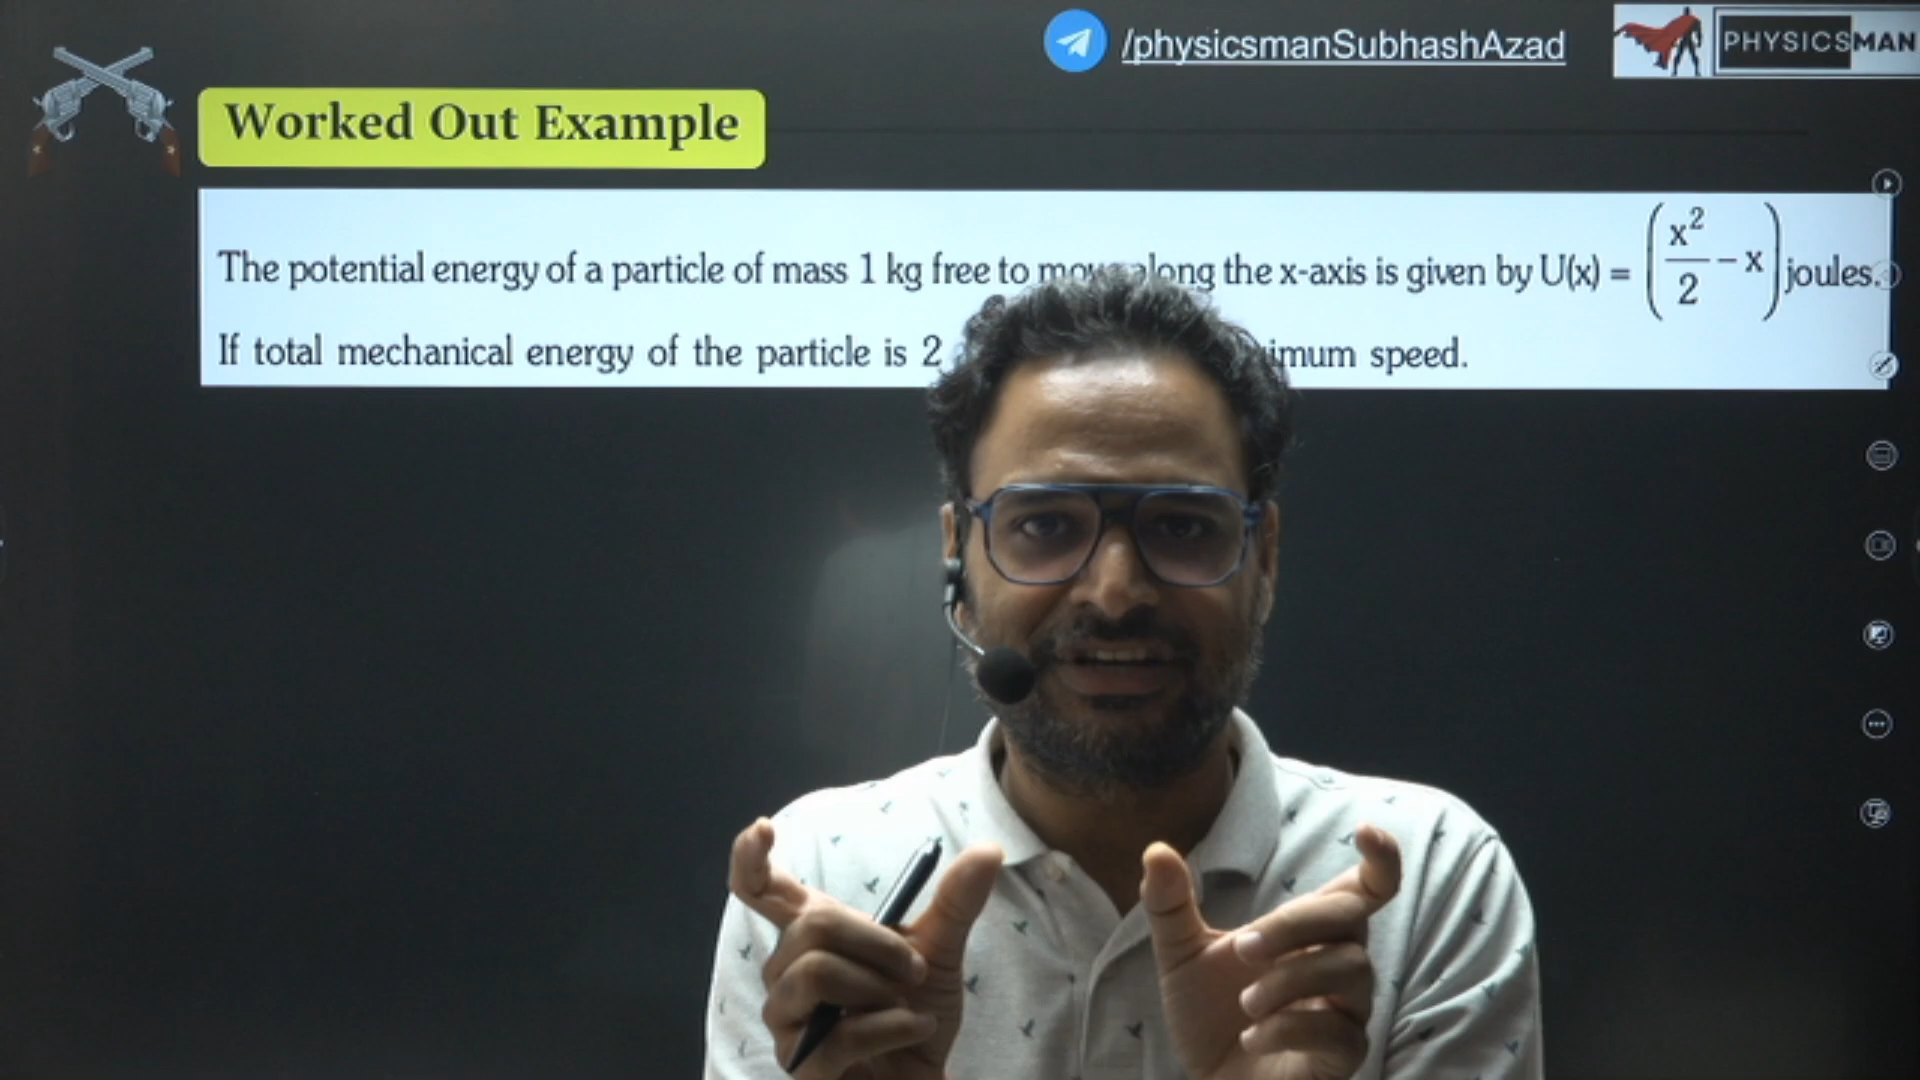 /physicsmanSubhashAzad
PHYSICSMAN
Worked Out Example
The potential energy of a particle of mass 1 kg free to move along the x-axis is given by U(x) = (x²/2 − x) joules.
If total mechanical energy of the particle is 2 imum speed.